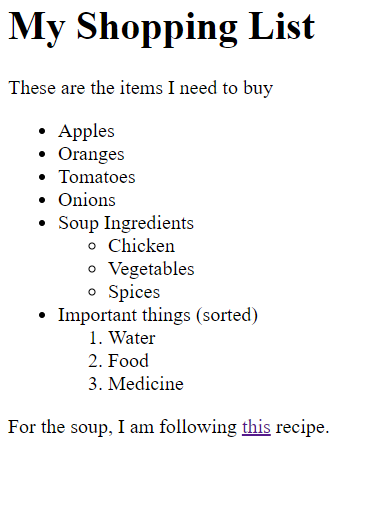 My Shopping List
These are the items I need to buy
• Apples
• Oranges
• Tomatoes
• Onions
• Soup Ingredients
◦ Chicken
◦ Vegetables
◦ Spices
• Important things (sorted)
1. Water
2. Food
3. Medicine
For the soup, I am following this recipe.